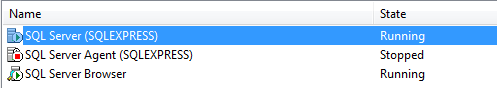 Name State
SQL Server (SQLEXPRESS) Running
SQL Server Agent (SQLEXPRESS) Stopped
SQL Server Browser Running